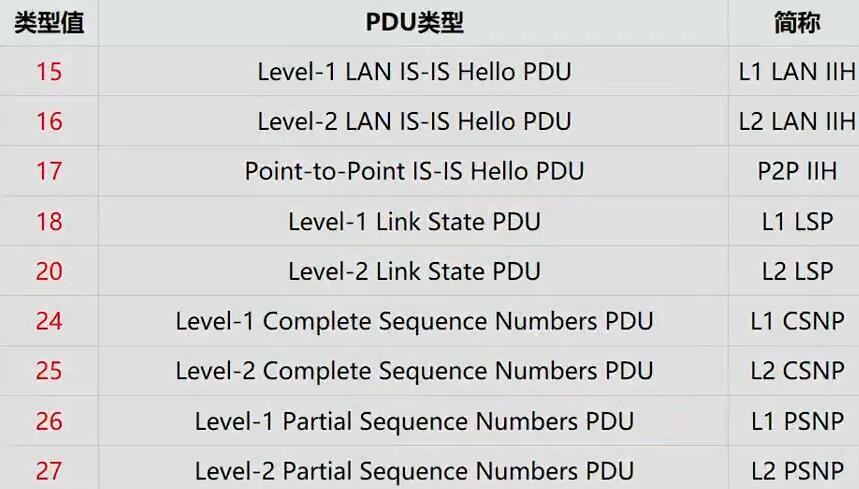 类型值 PDU类型 简称
15 Level-1 LAN IS-IS Hello PDU L1 LAN IIH
16 Level-2 LAN IS-IS Hello PDU L2 LAN IIH
17 Point-to-Point IS-IS Hello PDU P2P IIH
18 Level-1 Link State PDU L1 LSP
20 Level-2 Link State PDU L2 LSP
24 Level-1 Complete Sequence Numbers PDU L1 CSNP
25 Level-2 Complete Sequence Numbers PDU L2 CSNP
26 Level-1 Partial Sequence Numbers PDU L1 PSNP
27 Level-2 Partial Sequence Numbers PDU L2 PSNP